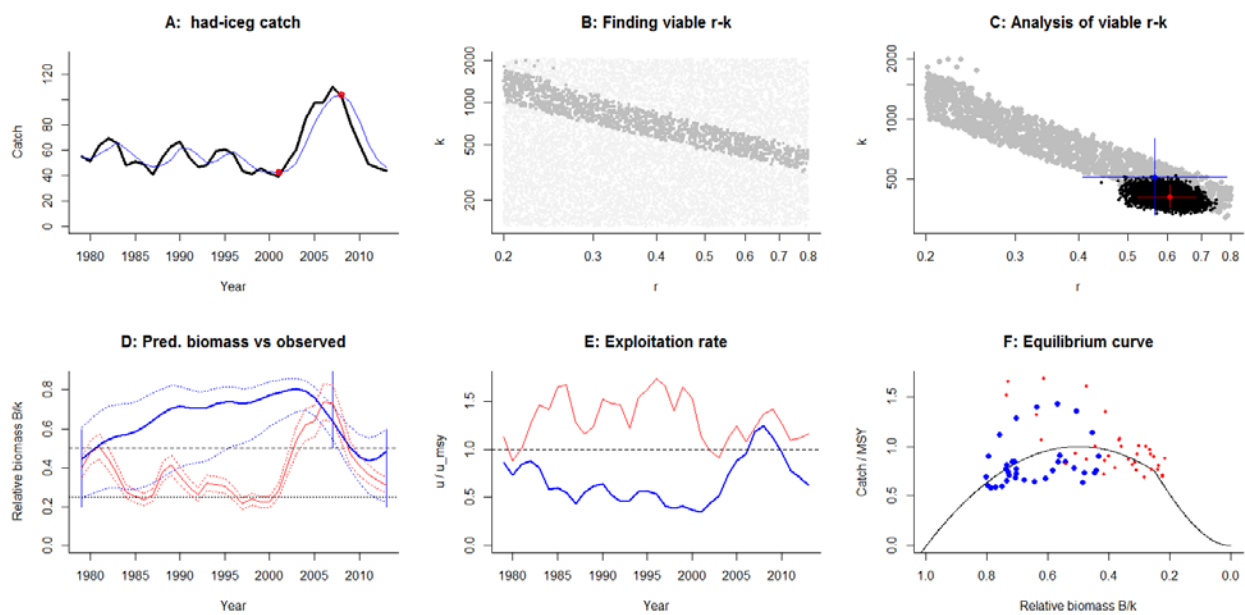 A: had-iceg catch
Catch
120
80
60
40
20
0
1980 1985 1990 1995 2000 2005 2010
Year
B: Finding viable r-k
k
2000
1000
500
200
0.2 0.3 0.4 0.5 0.6 0.7 0.8
r
C: Analysis of viable r-k
k
2000
1000
500
0.2 0.3 0.4 0.5 0.6 0.7 0.8
r
D: Pred. biomass vs observed
Relative biomass B/k
0.8
0.6
0.4
0.2
0.0
1980 1985 1990 1995 2000 2005 2010
Year
E: Exploitation rate
u / u_msy
1.5
1.0
0.5
0.0
1980 1985 1990 1995 2000 2005 2010
Year
F: Equilibrium curve
Catch / MSY
1.5
1.0
0.5
0.0
1.0 0.8 0.6 0.4 0.2 0.0
Relative biomass B/k